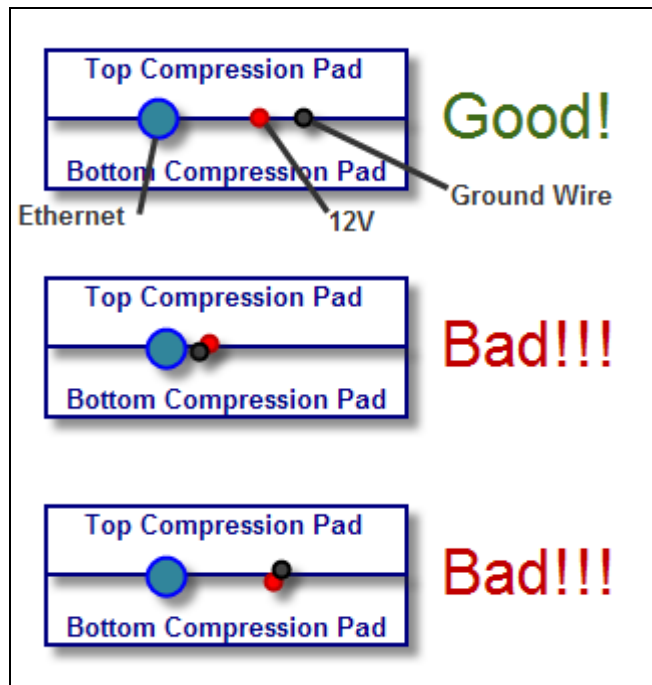 Top Compression Pad
Good!
Bottom Compression Pad
Ethernet
12V
Ground Wire
Top Compression Pad
Bad!!!
Bottom Compression Pad
Top Compression Pad
Bad!!!
Bottom Compression Pad